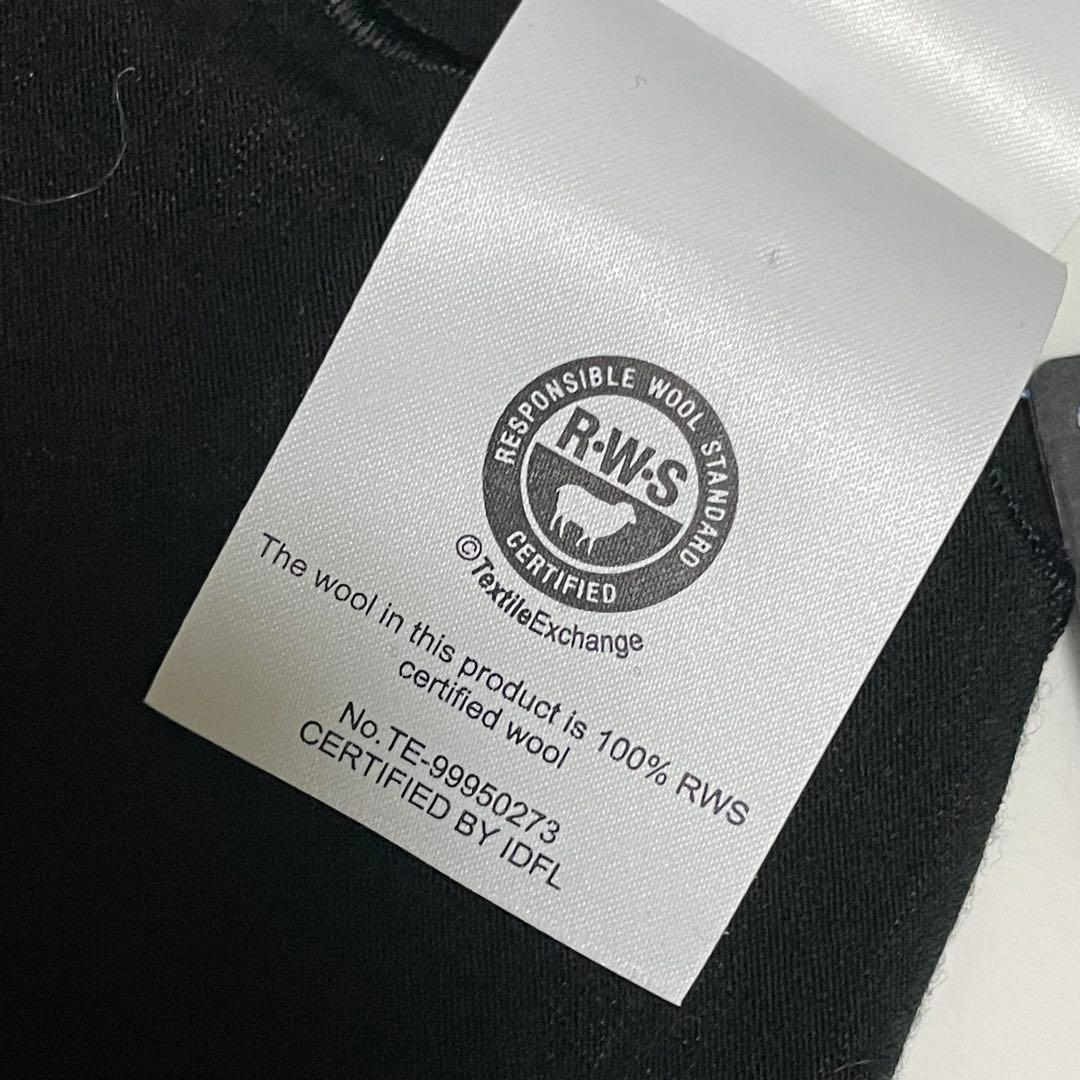 RESPONSIBLE WOOL STANDARD
R·W·S
CERTIFIED
©TextileExchange
The wool in this product is 100% RWS
certified wool
No.TE-99950273
CERTIFIED BY IDFL